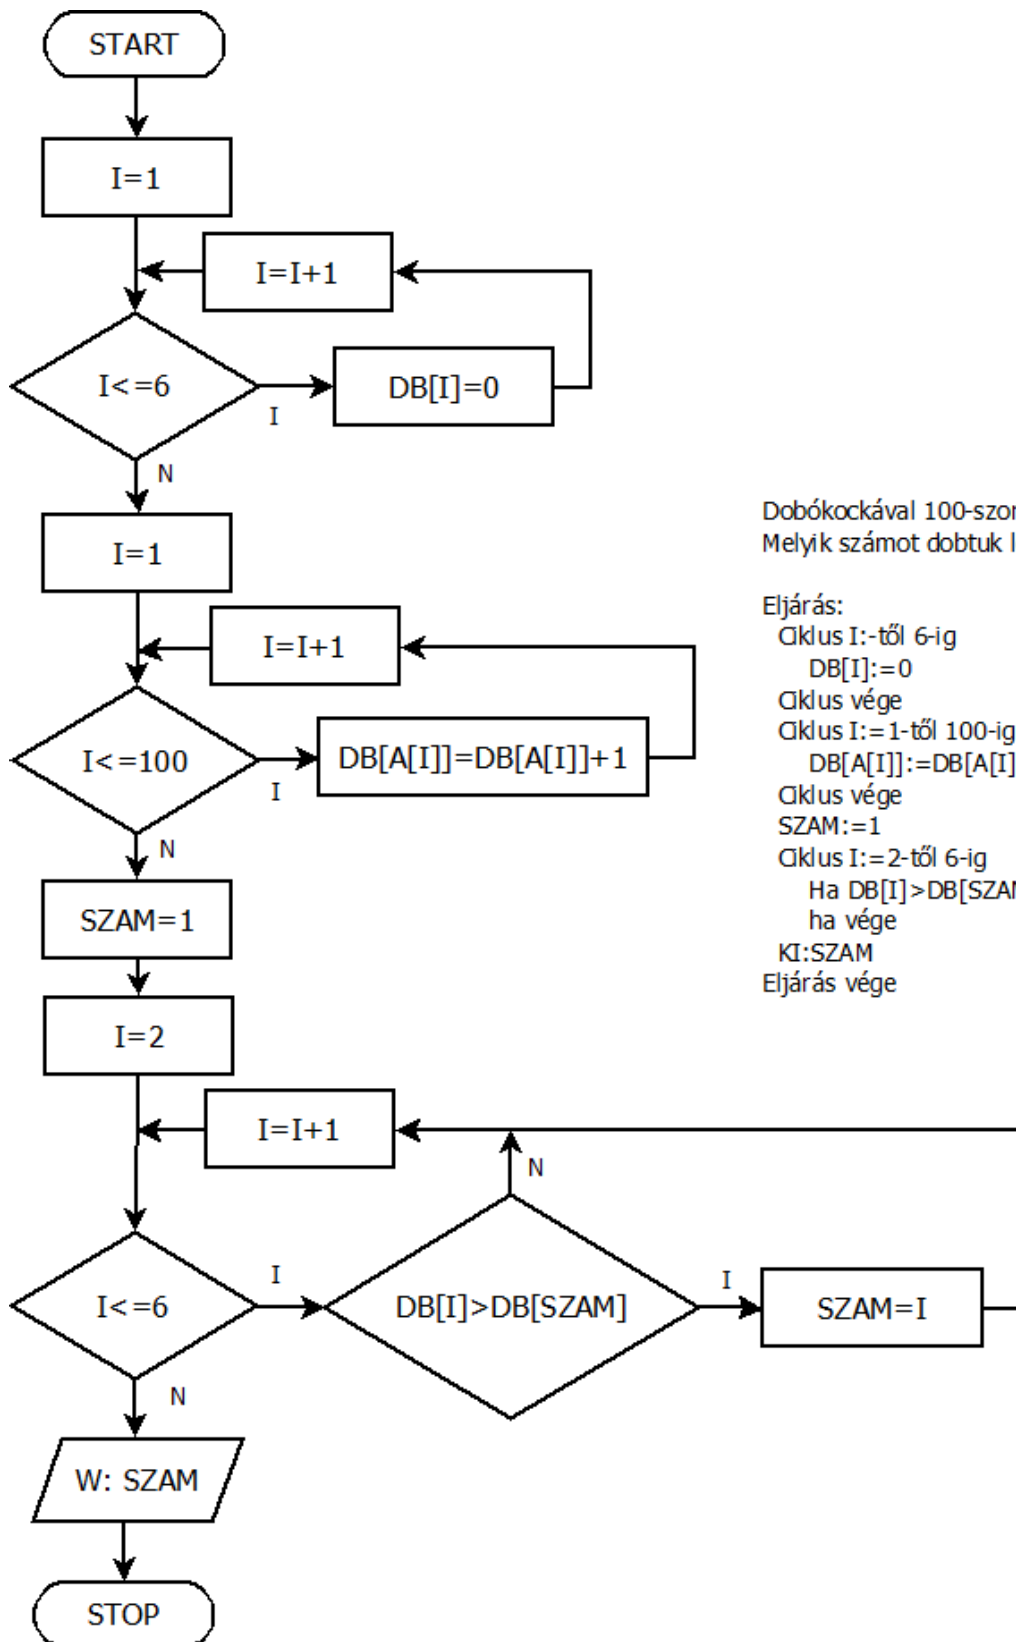 START
I=1
I=I+1
I<=6
I
DB[I]=0
N
I=1
I=I+1
I<=100
I
DB[A[I]]=DB[A[I]]+1
N
SZAM=1
I=2
I=I+1
N
I<=6
I
DB[I]>DB[SZAM]
I
SZAM=I
N
W: SZAM
STOP
Dobókockával 100-szor
Melyik számot dobtuk
Eljárás:
Ciklus I:-től 6-ig
DB[I]:=0
Ciklus vége
Ciklus I:=1-től 100-ig
DB[A[I]]:=DB[A[I]
Ciklus vége
SZAM:=1
Ciklus I:=2-től 6-ig
Ha DB[I]>DB[SZAM
ha vége
KI:SZAM
Eljárás vége